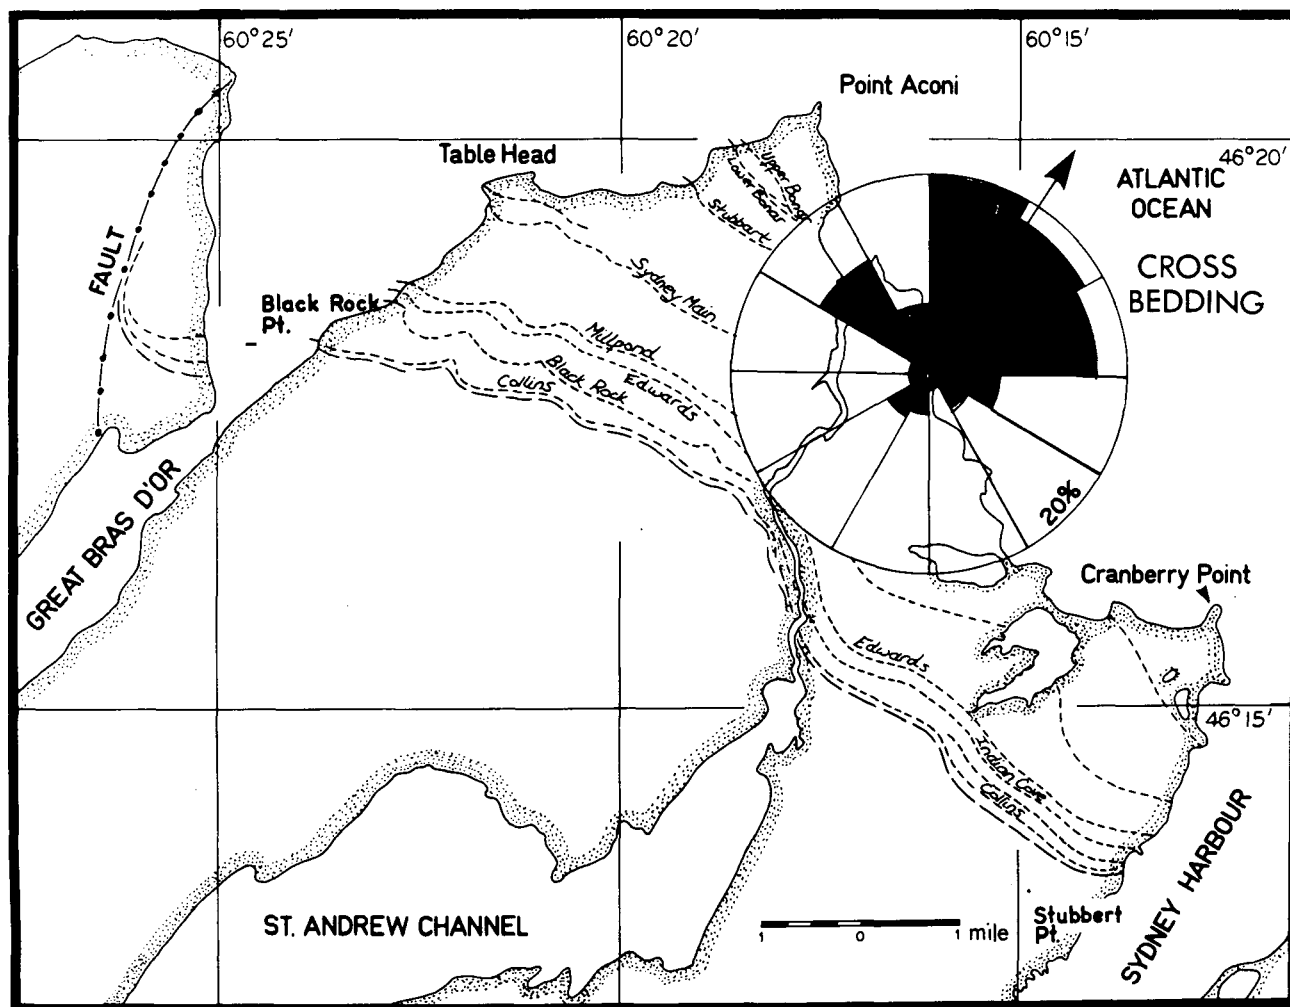 60°25′
60°20′
60°15′
Point Aconi
46°20′
Table Head
ATLANTIC
OCEAN
Upper Bonar
Lower Bonar
Stubbart
CROSS
BEDDING
FAULT
Sydney Main
Black Rock
Pt.
Millpond
Edwards
Black Rock
Collins
20%
GREAT BRAS D'OR
Cranberry Point
Edwards
46°15′
Indian Cove
Collins
SYDNEY HARBOUR
ST. ANDREW CHANNEL
1 0 1 mile
Stubbert
Pt.